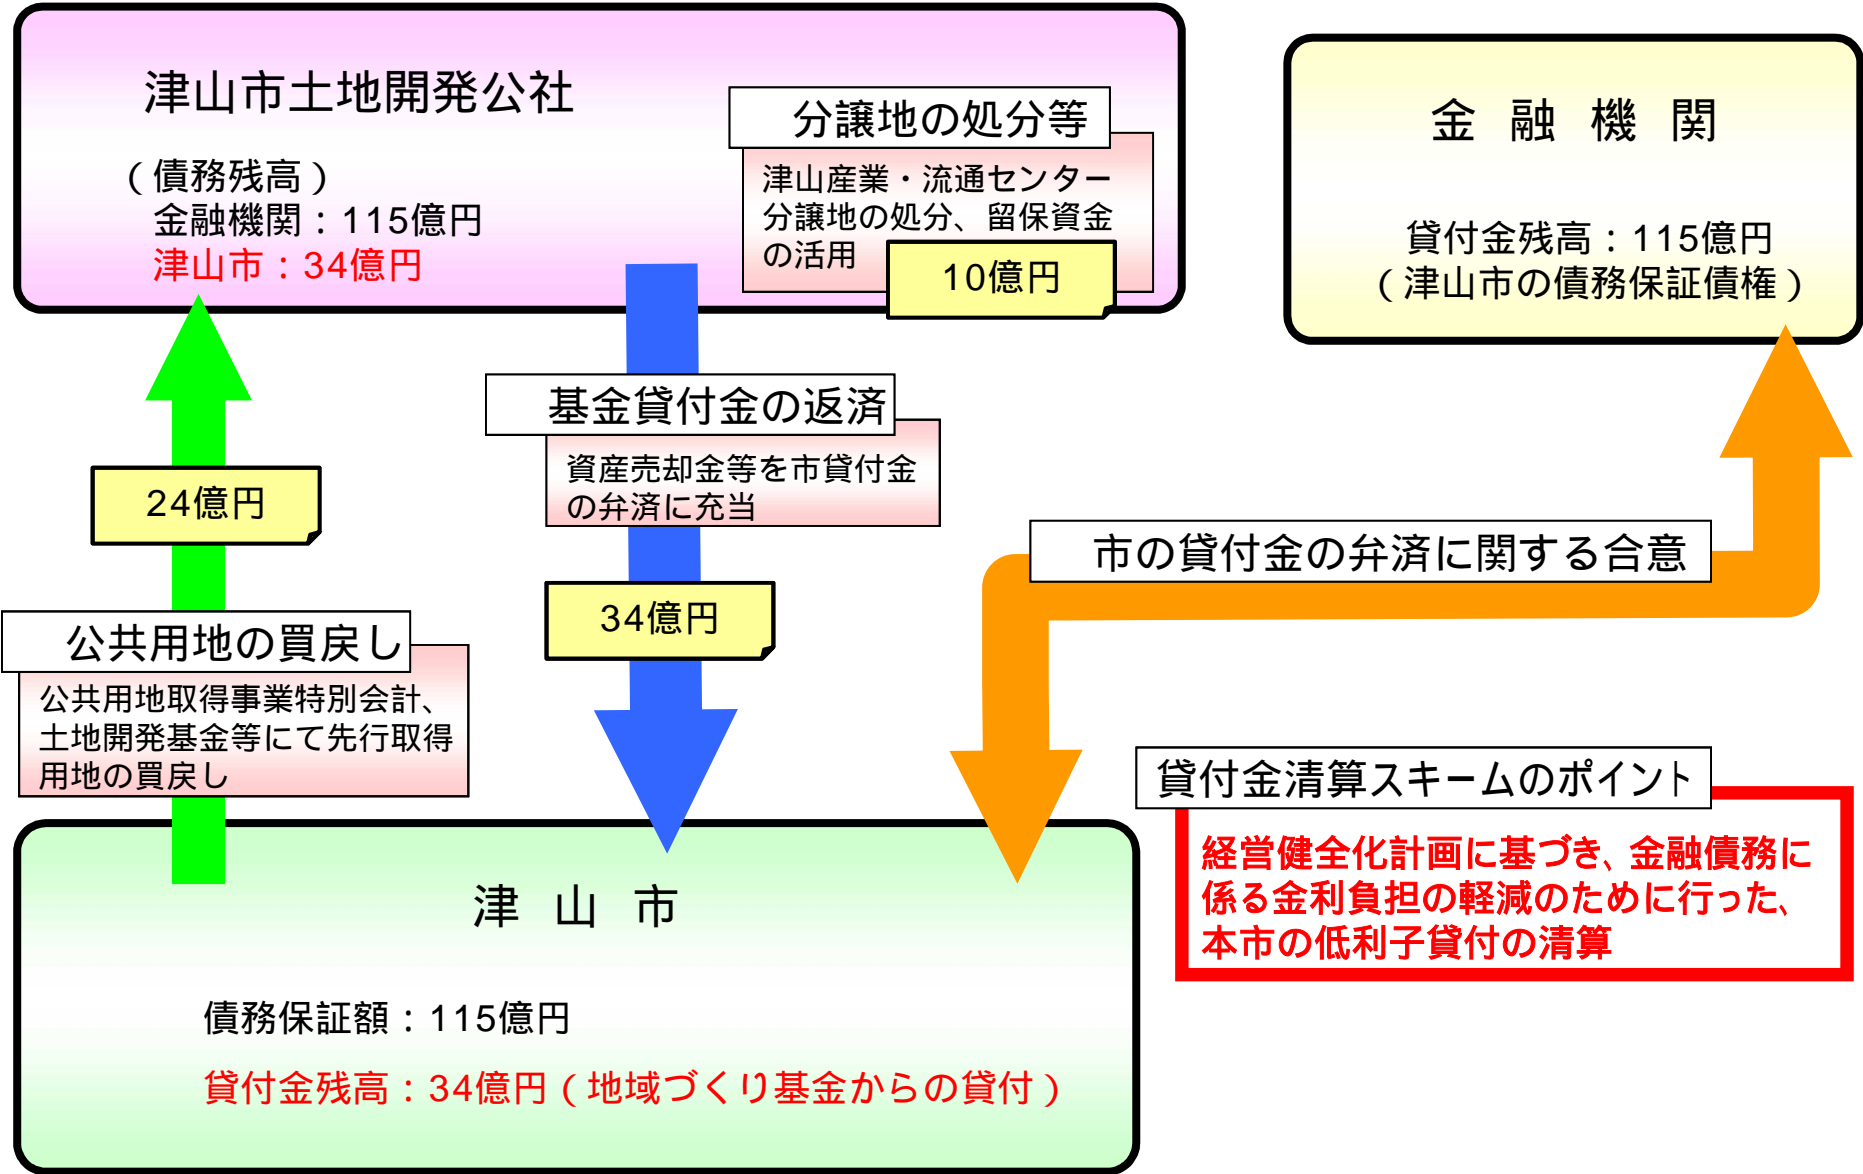 津山市土地開発公社
（債務残高）
金融機関：115億円
津山市：34億円
分譲地の処分等
津山産業・流通センター
分譲地の処分、留保資金
の活用
10億円
金融機関
貸付金残高：115億円
（津山市の債務保証債権）
基金貸付金の返済
資産売却金等を市貸付金
の弁済に充当
34億円
24億円
公共用地の買戻し
公共用地取得事業特別会計、
土地開発基金等にて先行取得
用地の買戻し
市の貸付金の弁済に関する合意
貸付金清算スキームのポイント
経営健全化計画に基づき、金融債務に
係る金利負担の軽減のために行った、
本市の低利子貸付の清算
津山市
債務保証額：115億円
貸付金残高：34億円（地域づくり基金からの貸付）